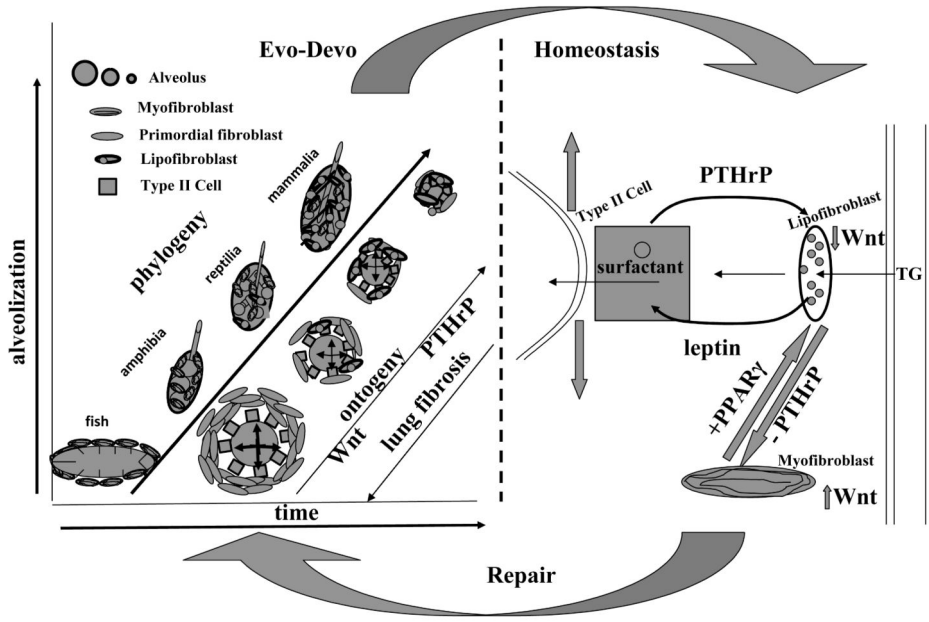 Evo-Devo
Homeostasis
Alveolus
Myofibroblast
Primordial fibroblast
Lipofibroblast
Type II Cell
alveolization
phylogeny
fish
amphibia
reptilia
mammalia
ontogeny
Wnt
PTHrP
lung fibrosis
time
Type II Cell
surfactant
PTHrP
Lipofibroblast
Wnt
TG
leptin
+PPARγ
- PTHrP
Myofibroblast
Wnt
Repair